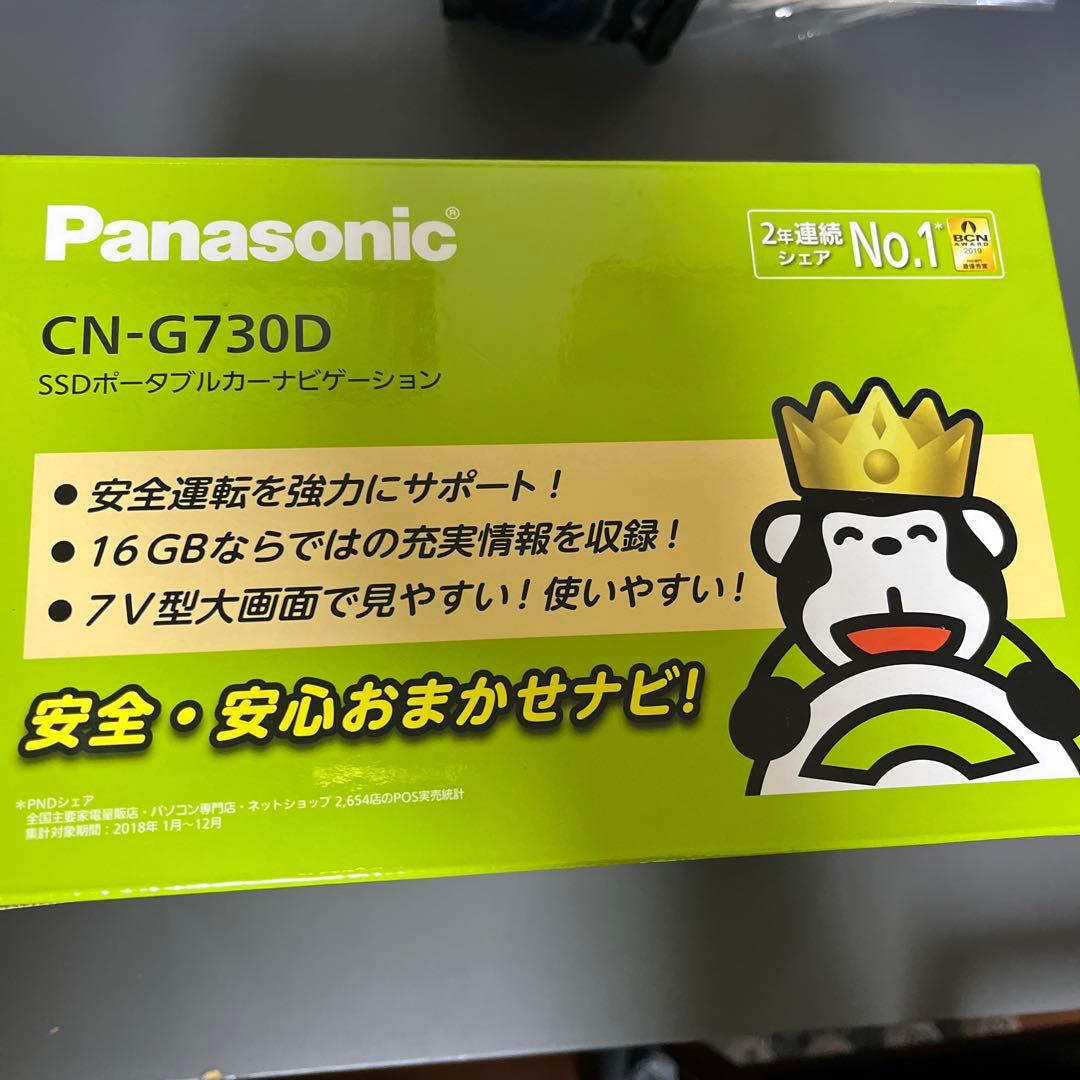 Panasonic®
2年連続
シェア
No.1*
BCN
AWARD
2019
最優秀賞
CN-G730D
SSDポータブルカーナビゲーション
● 安全運転を強力にサポート！
● 16GBならではの充実情報を収録！
● 7V型大画面で見やすい！使いやすい！
安全・安心おまかせナビ！
*PNDシェア
全国主要家電量販店・パソコン専門店・ネットショップ 2,654店のPOS実売統計
集計対象期間：2018年 1月～12月